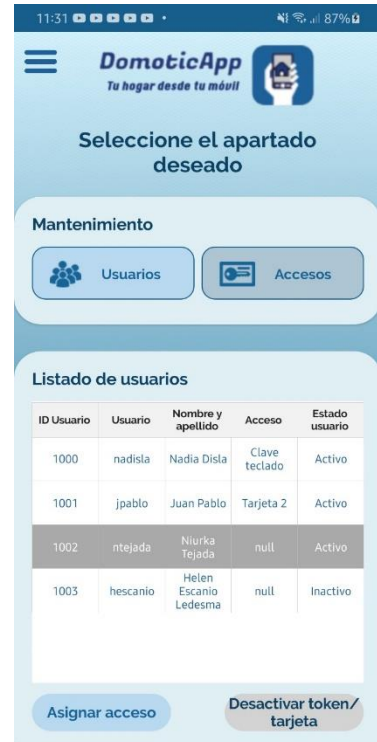 11:31 87%
DomoticApp
Tu hogar desde tu móvil
Seleccione el apartado
deseado
Mantenimiento
Usuarios Accesos
Listado de usuarios
ID Usuario Usuario Nombre y apellido Acceso Estado usuario
1000 nadisla Nadia Disla Clave teclado Activo
1001 jpablo Juan Pablo Tarjeta 2 Activo
1002 ntejada Niurka Tejada null Activo
1003 hescanio Helen Escanio Ledesma null Inactivo
Asignar acceso Desactivar token/
tarjeta